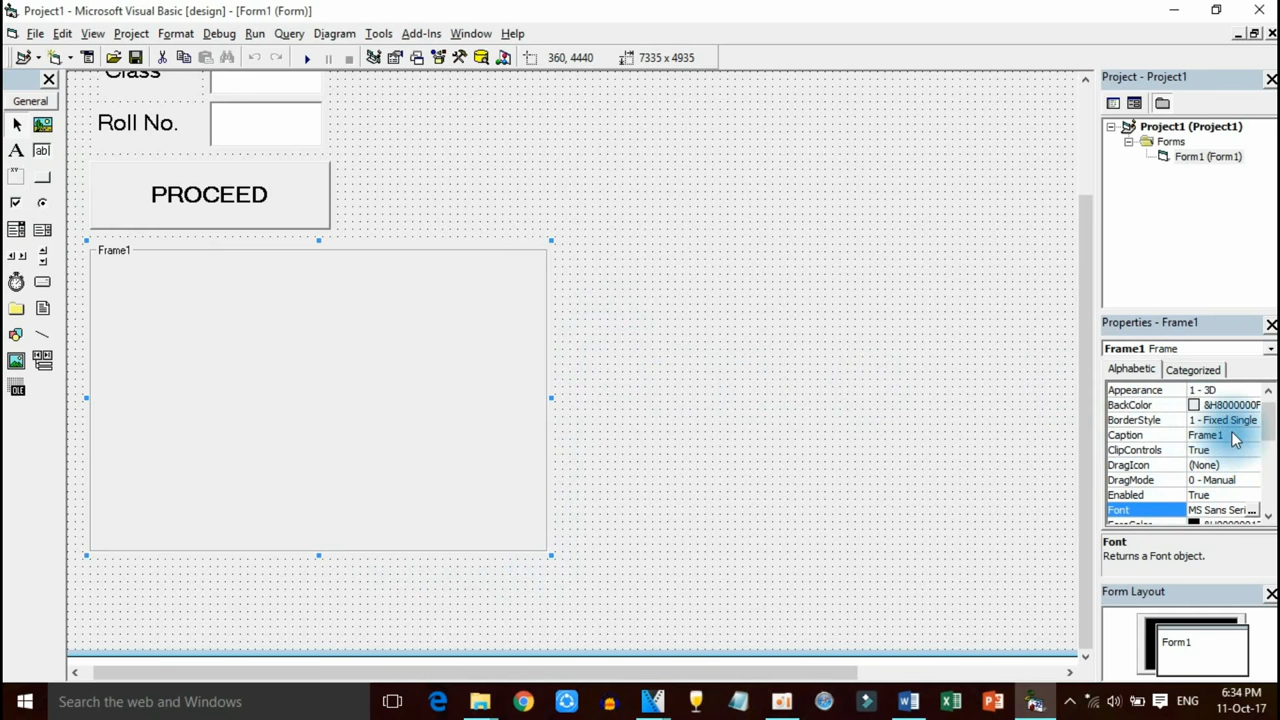 Project1 - Microsoft Visual Basic [design] - [Form1 (Form)]
File Edit View Project Format Debug Run Query Diagram Tools Add-Ins Window Help
360, 4440 7335 x 4935
General
Class
Roll No.
PROCEED
Frame1
Project - Project1
Project1 (Project1)
Forms
Form1 (Form1)
Properties - Frame1
Frame1 Frame
Alphabetic Categorized
Appearance 1 - 3D
BackColor &H8000000F
BorderStyle 1 - Fixed Single
Caption Frame1
ClipControls True
DragIcon (None)
DragMode 0 - Manual
Enabled True
Font MS Sans Seri ...
Font
Returns a Font object.
Form Layout
Form1
Search the web and Windows
ENG
6:34 PM
11-Oct-17